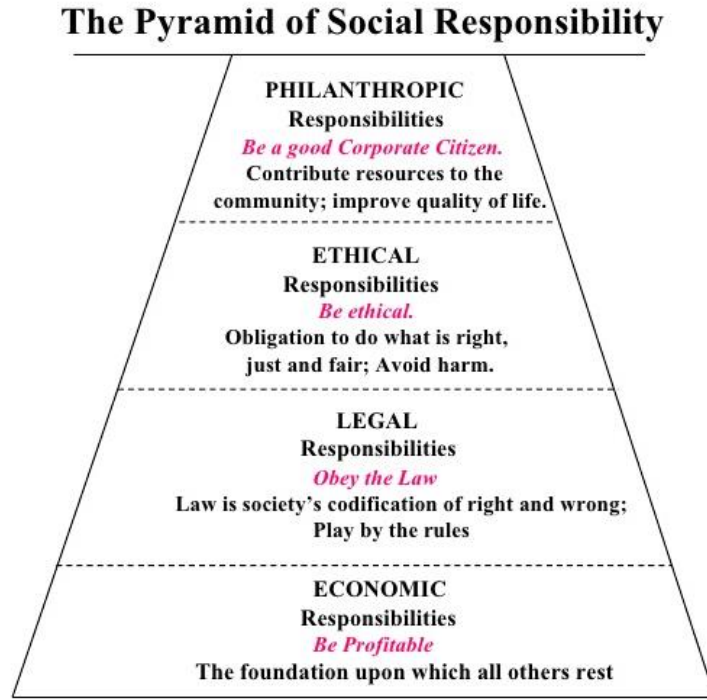 The Pyramid of Social Responsibility
PHILANTHROPIC
Responsibilities
Be a good Corporate Citizen.
Contribute resources to the
community; improve quality of life.
ETHICAL
Responsibilities
Be ethical.
Obligation to do what is right,
just and fair; Avoid harm.
LEGAL
Responsibilities
Obey the Law
Law is society's codification of right and wrong;
Play by the rules
ECONOMIC
Responsibilities
Be Profitable
The foundation upon which all others rest